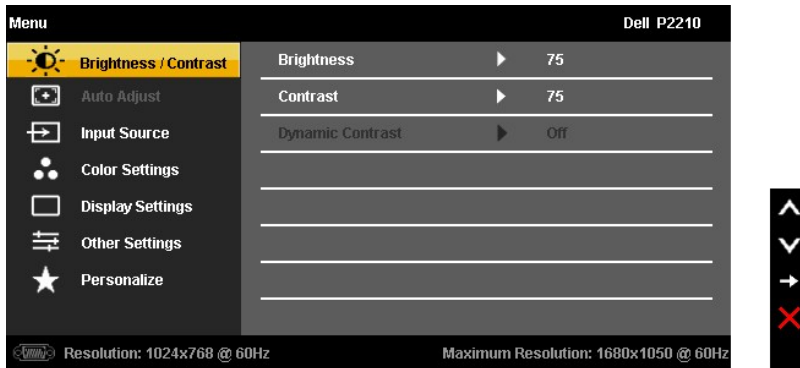 Menu Dell P2210
Brightness / Contrast Brightness 75
Auto Adjust Contrast 75
Input Source Dynamic Contrast Off
Color Settings
Display Settings
Other Settings
Personalize
Resolution: 1024x768 @ 60Hz Maximum Resolution: 1680x1050 @ 60Hz